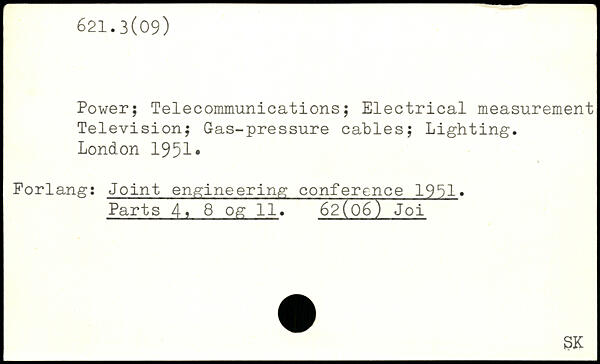 621.3(09)
Power; Telecommunications; Electrical measurement
Television; Gas-pressure cables; Lighting.
London 1951.
Forlang: Joint engineering conference 1951.
Parts 4, 8 og 11. 62(06) Joi
SK